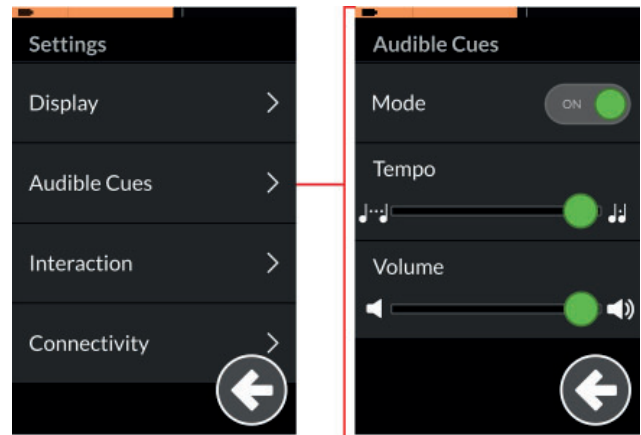 Settings
Display
Audible Cues
Interaction
Connectivity
Audible Cues
Mode
ON
Tempo
Volume